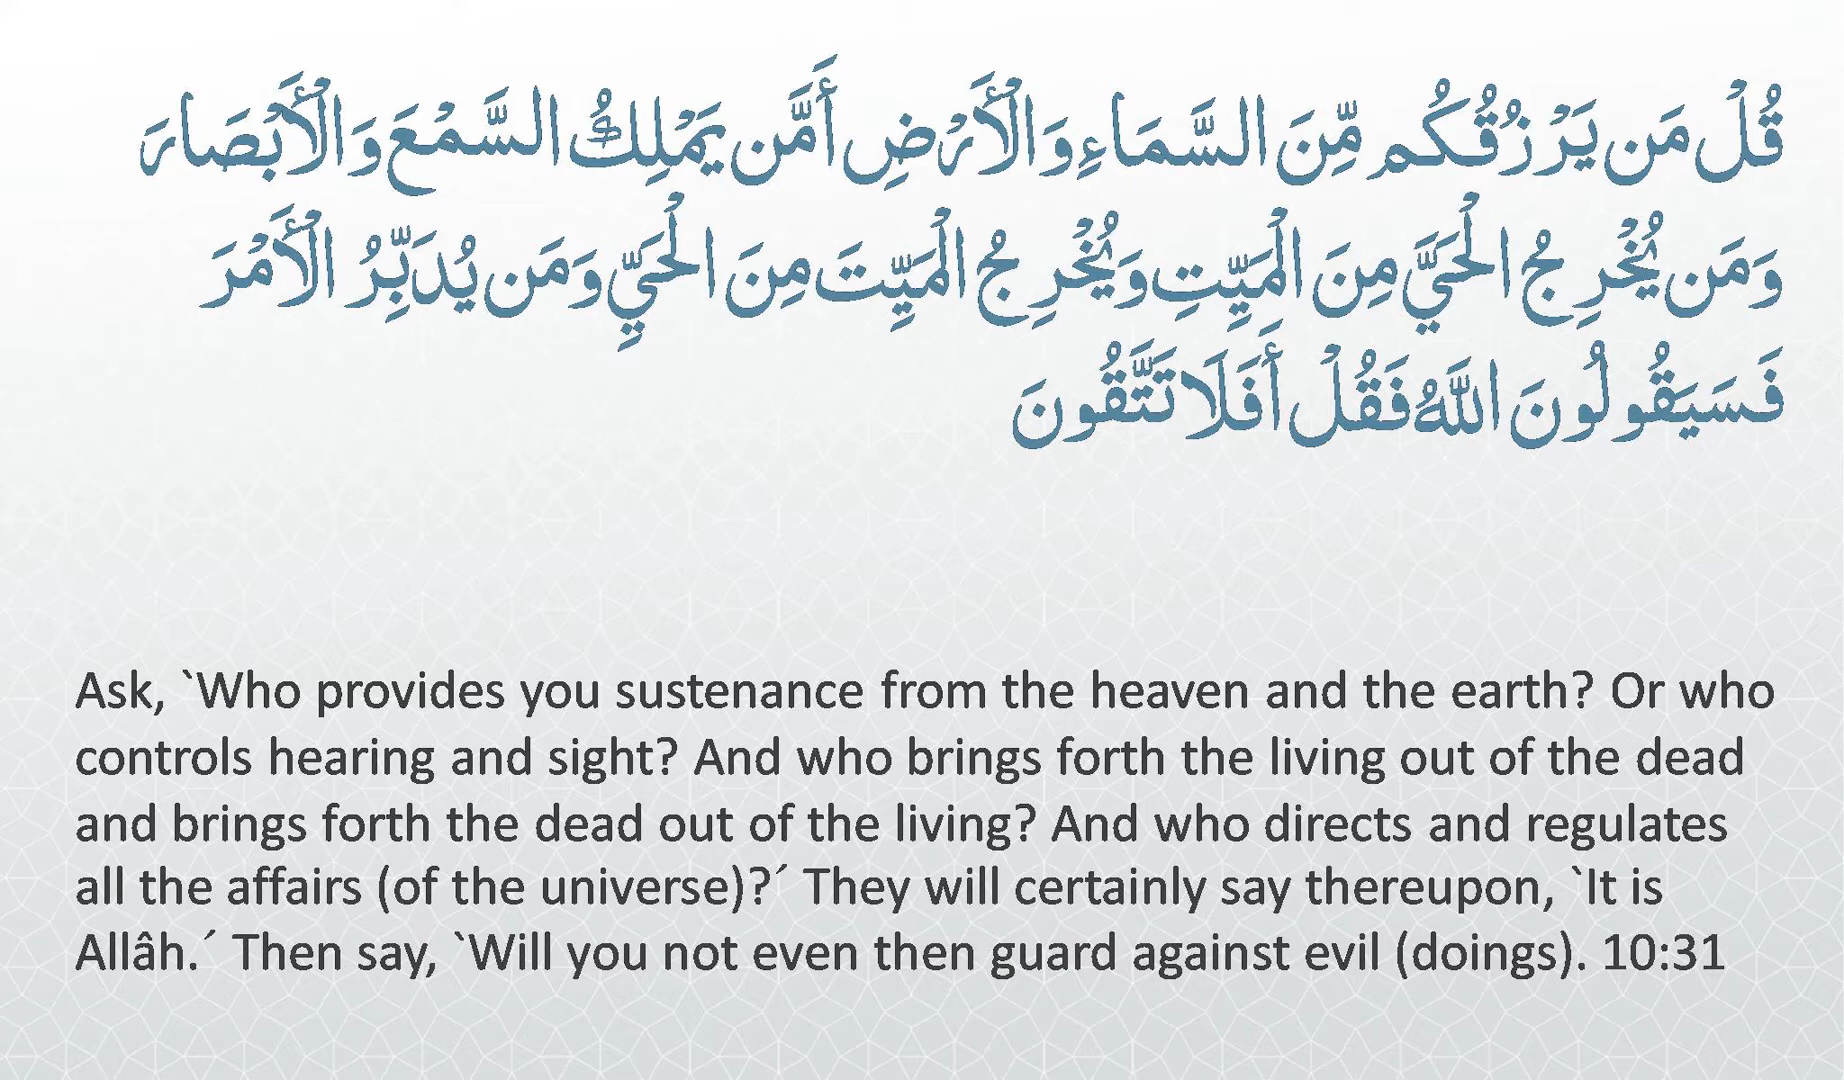 قُلْ مَن يَرْزُقُكُم مِّنَ السَّمَاءِ وَالْأَرْضِ أَمَّن يَمْلِكُ السَّمْعَ وَالْأَبْصَارَ
وَمَن يُخْرِجُ الْحَيَّ مِنَ الْمَيِّتِ وَيُخْرِجُ الْمَيِّتَ مِنَ الْحَيِّ وَمَن يُدَبِّرُ الْأَمْرَ
فَسَيَقُولُونَ اللَّهُ فَقُلْ أَفَلَا تَتَّقُونَ
Ask, `Who provides you sustenance from the heaven and the earth? Or who
controls hearing and sight? And who brings forth the living out of the dead
and brings forth the dead out of the living? And who directs and regulates
all the affairs (of the universe)?´ They will certainly say thereupon, `It is
Allâh.´ Then say, `Will you not even then guard against evil (doings). 10:31